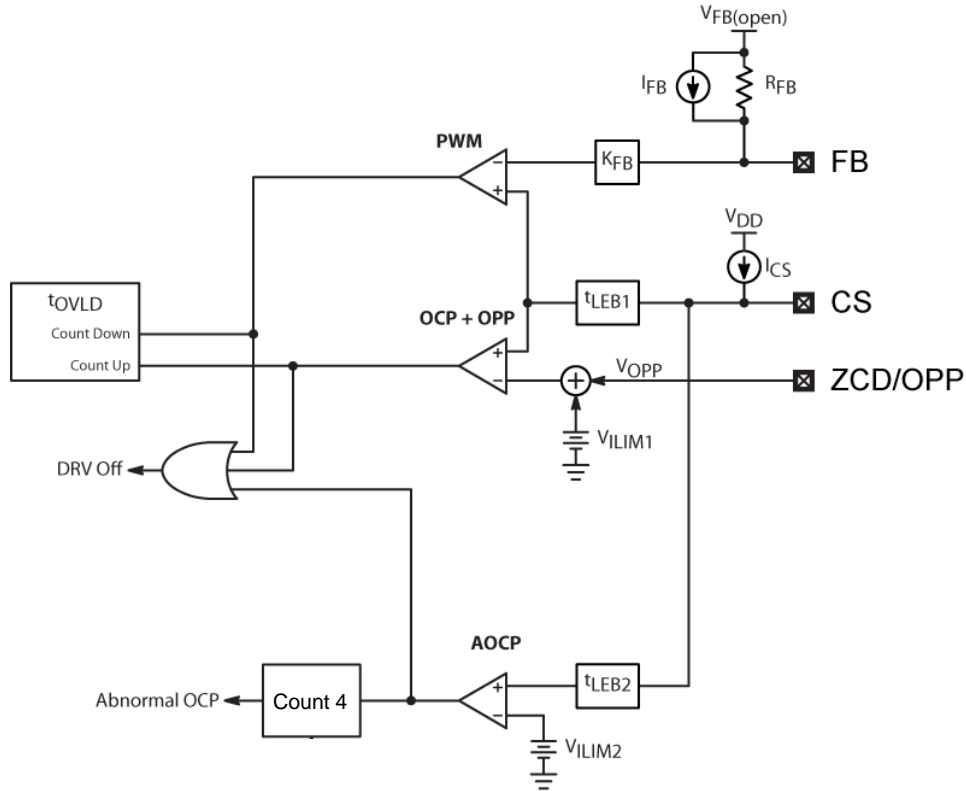 VFB(open)
IFB
RFB
PWM
−
+
KFB
FB
VDD
ICS
tOVLD
Count Down
Count Up
OCP + OPP
+
−
tLEB1
CS
+
VOPP
ZCD/OPP
VILIM1
DRV Off
AOCP
+
−
tLEB2
Abnormal OCP
Count 4
VILIM2